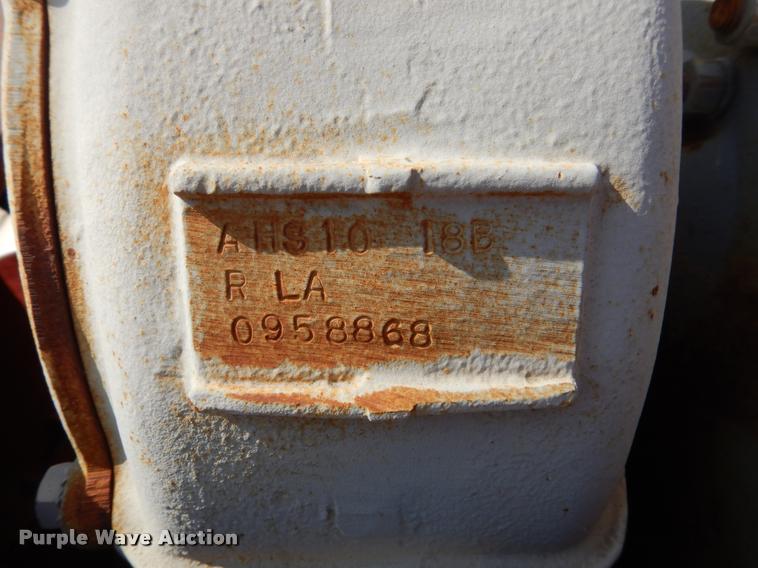 AHS10 18B
R LA
0958868
Purple Wave Auction